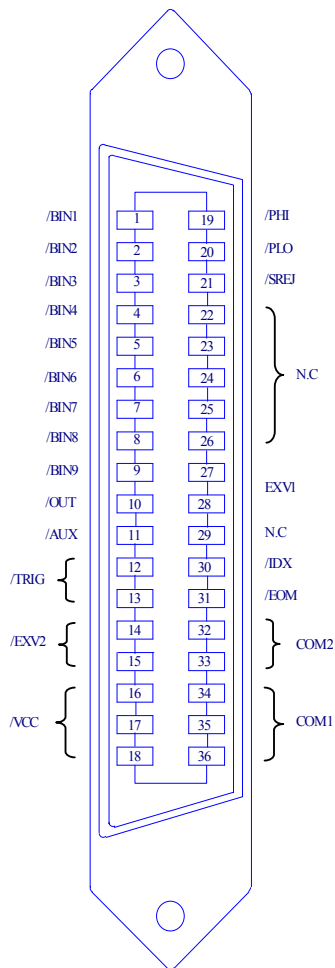 /BIN1 1 19 /PHI
/BIN2 2 20 /PLO
/BIN3 3 21 /SREJ
/BIN4 4 22
/BIN5 5 23
/BIN6 6 24 N.C
/BIN7 7 25
/BIN8 8 26
/BIN9 9 27
EXV1
/OUT 10 28
/AUX 11 29 N.C
12 30 /IDX
/TRIG
13 31 /EOM
14 32
/EXV2 COM2
15 33
16 34
/VCC 17 35 COM1
18 36